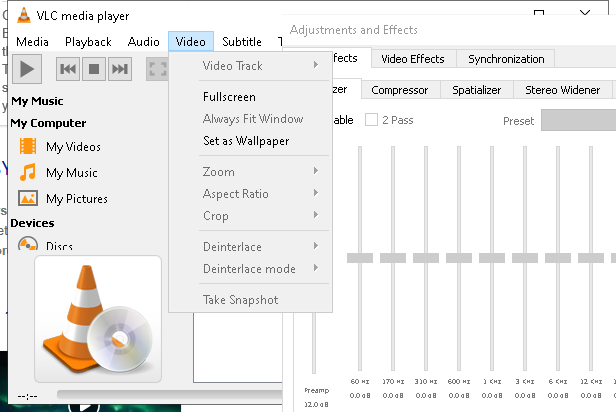 VLC media player
Media Playback Audio Video Subtitle T
My Music
My Computer
My Videos
My Music
My Pictures
Devices
Discs
--:--
Video Track
Fullscreen
Always Fit Window
Set as Wallpaper
Zoom
Aspect Ratio
Crop
Deinterlace
Deinterlace mode
Take Snapshot
Adjustments and Effects
fects Video Effects Synchronization
zer Compressor Spatializer Stereo Widener
able 2 Pass Preset
60 Hz 170 Hz 310 Hz 600 Hz 1 KHz 3 KHz 6 KHz 12 KHz
Preamp 0.0 dB 0.0 dB 0.0 dB 0.0 dB 0.0 dB 0.0 dB 0.0 dB 0.0 dB
12.0 dB